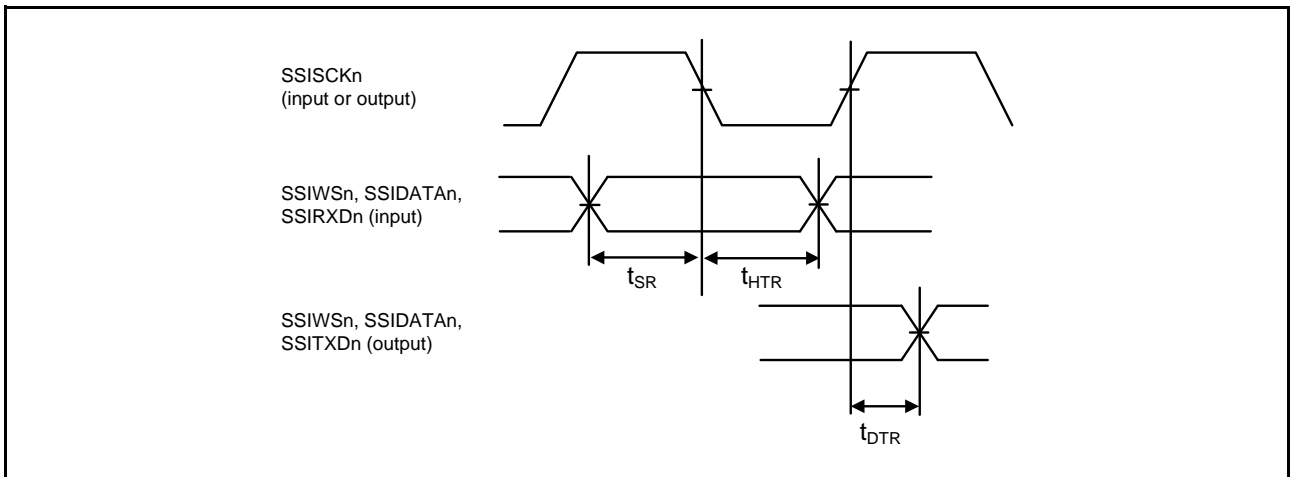 SSISCKn
(input or output)
SSIWSn, SSIDATAn,
SSIRXDn (input)
tSR
tHTR
SSIWSn, SSIDATAn,
SSITXDn (output)
tDTR